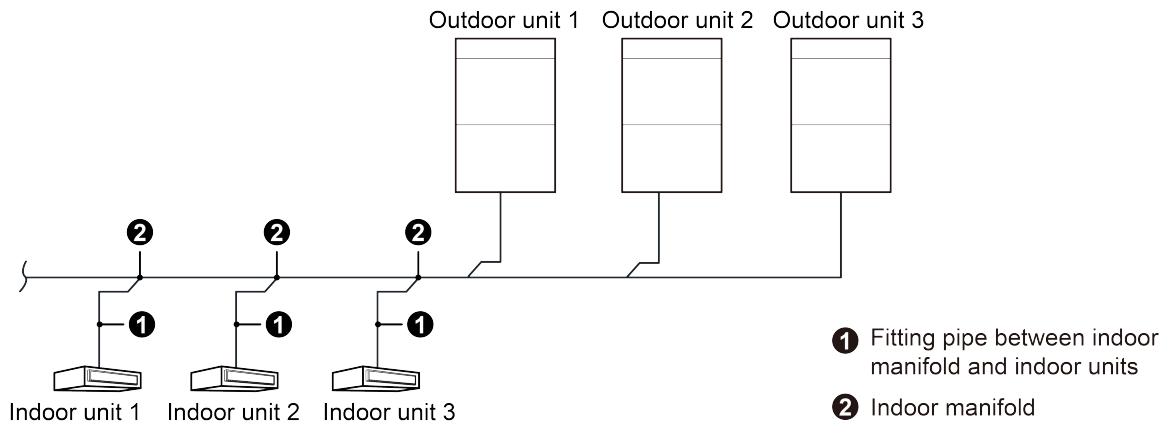 Outdoor unit 1 Outdoor unit 2 Outdoor unit 3
2 2 2
1 1 1
Indoor unit 1 Indoor unit 2 Indoor unit 3
1 Fitting pipe between indoor
manifold and indoor units
2 Indoor manifold